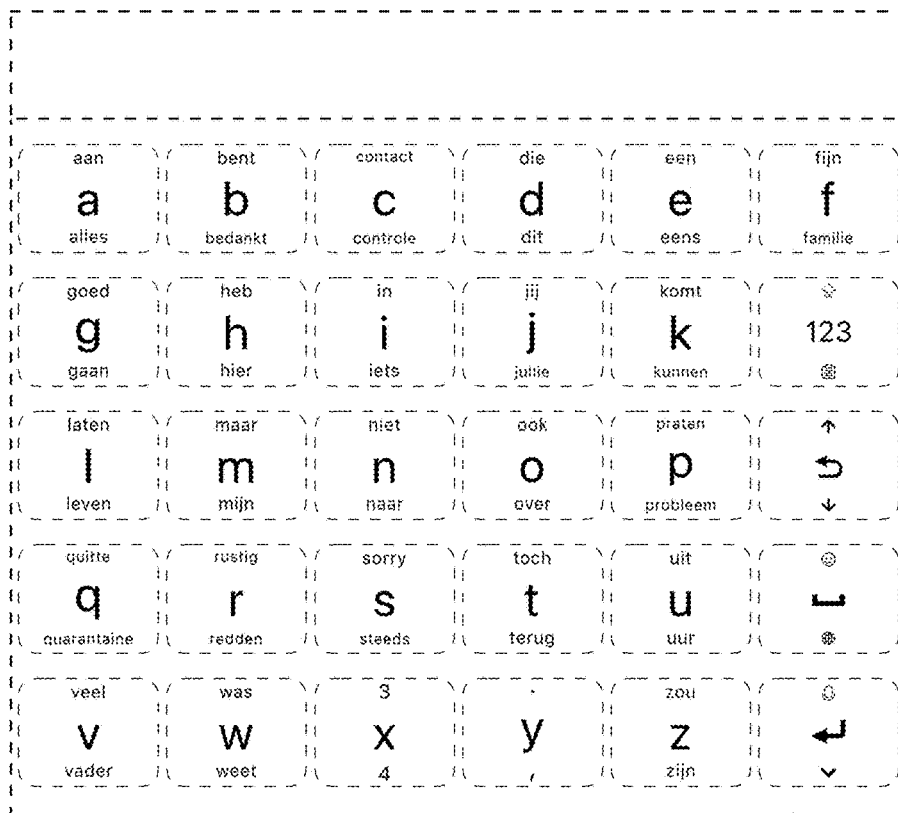 aan bent contact die een fijn
a b c d e f
alles bedankt controle dit eens familie
goed heb in jij komt
g h i j k 123
gaan hier iets jullie kunnen
laten maar niet ook praten
l m n o p
leven mijn naar over probleem
quitte rustig sorry toch uit
q r s t u
quarantaine redden steeds terug uur
veel was 3 . zou
v w x y z
vader weet 4 , zijn